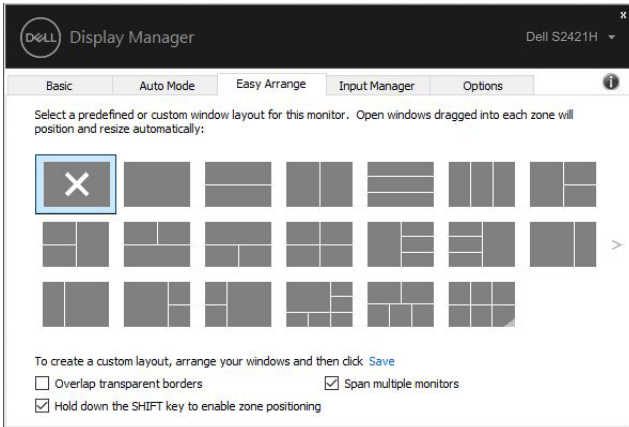 x
DELL Display Manager
Dell S2421H
Basic Auto Mode Easy Arrange Input Manager Options i
Select a predefined or custom window layout for this monitor. Open windows dragged into each zone will
position and resize automatically:
To create a custom layout, arrange your windows and then click Save
Overlap transparent borders
Span multiple monitors
Hold down the SHIFT key to enable zone positioning